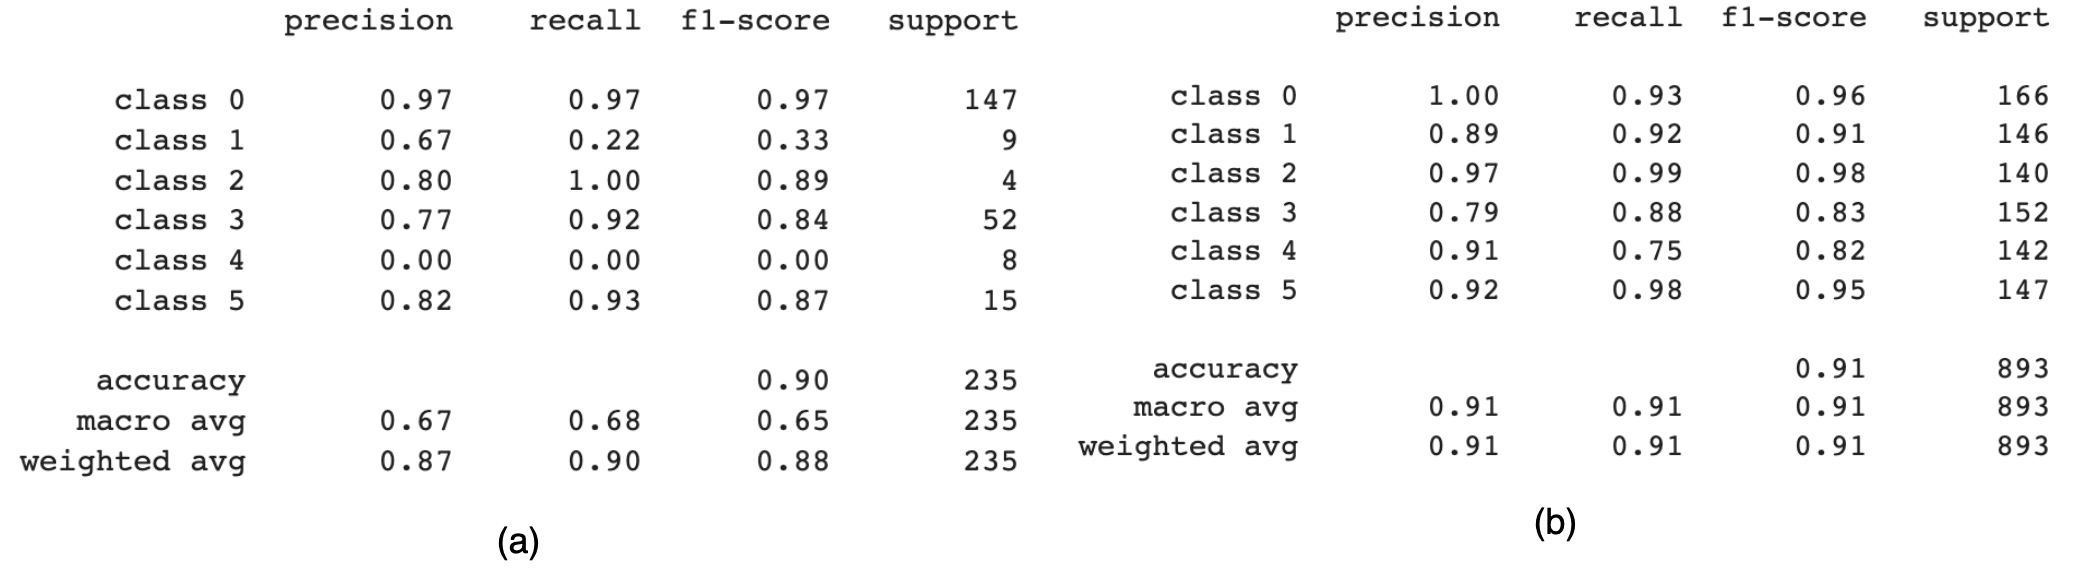 precision recall f1-score support
class 0 0.97 0.97 0.97 147
class 1 0.67 0.22 0.33 9
class 2 0.80 1.00 0.89 4
class 3 0.77 0.92 0.84 52
class 4 0.00 0.00 0.00 8
class 5 0.82 0.93 0.87 15
accuracy 0.90 235
macro avg 0.67 0.68 0.65 235
weighted avg 0.87 0.90 0.88 235
(a)
precision recall f1-score support
class 0 1.00 0.93 0.96 166
class 1 0.89 0.92 0.91 146
class 2 0.97 0.99 0.98 140
class 3 0.79 0.88 0.83 152
class 4 0.91 0.75 0.82 142
class 5 0.92 0.98 0.95 147
accuracy 0.91 893
macro avg 0.91 0.91 0.91 893
weighted avg 0.91 0.91 0.91 893
(b)